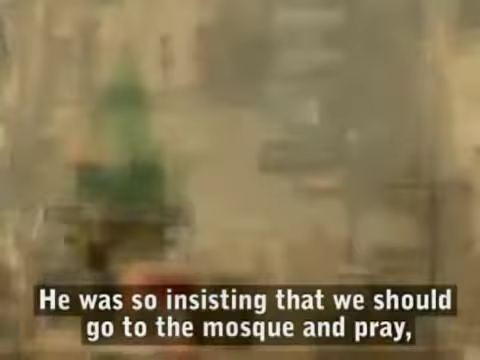 He was so insisting that we should
go to the mosque and pray,